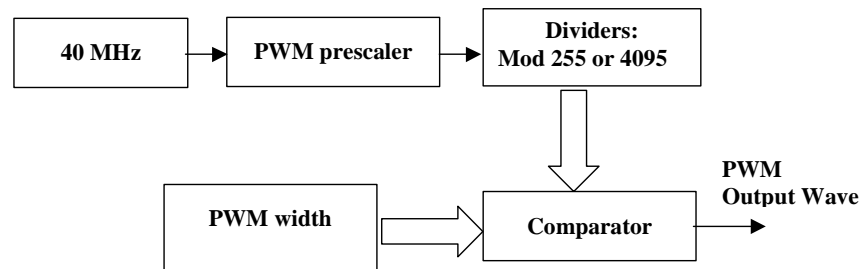 40 MHz
PWM prescaler
Dividers:
Mod 255 or 4095
PWM width
Comparator
PWM
Output Wave